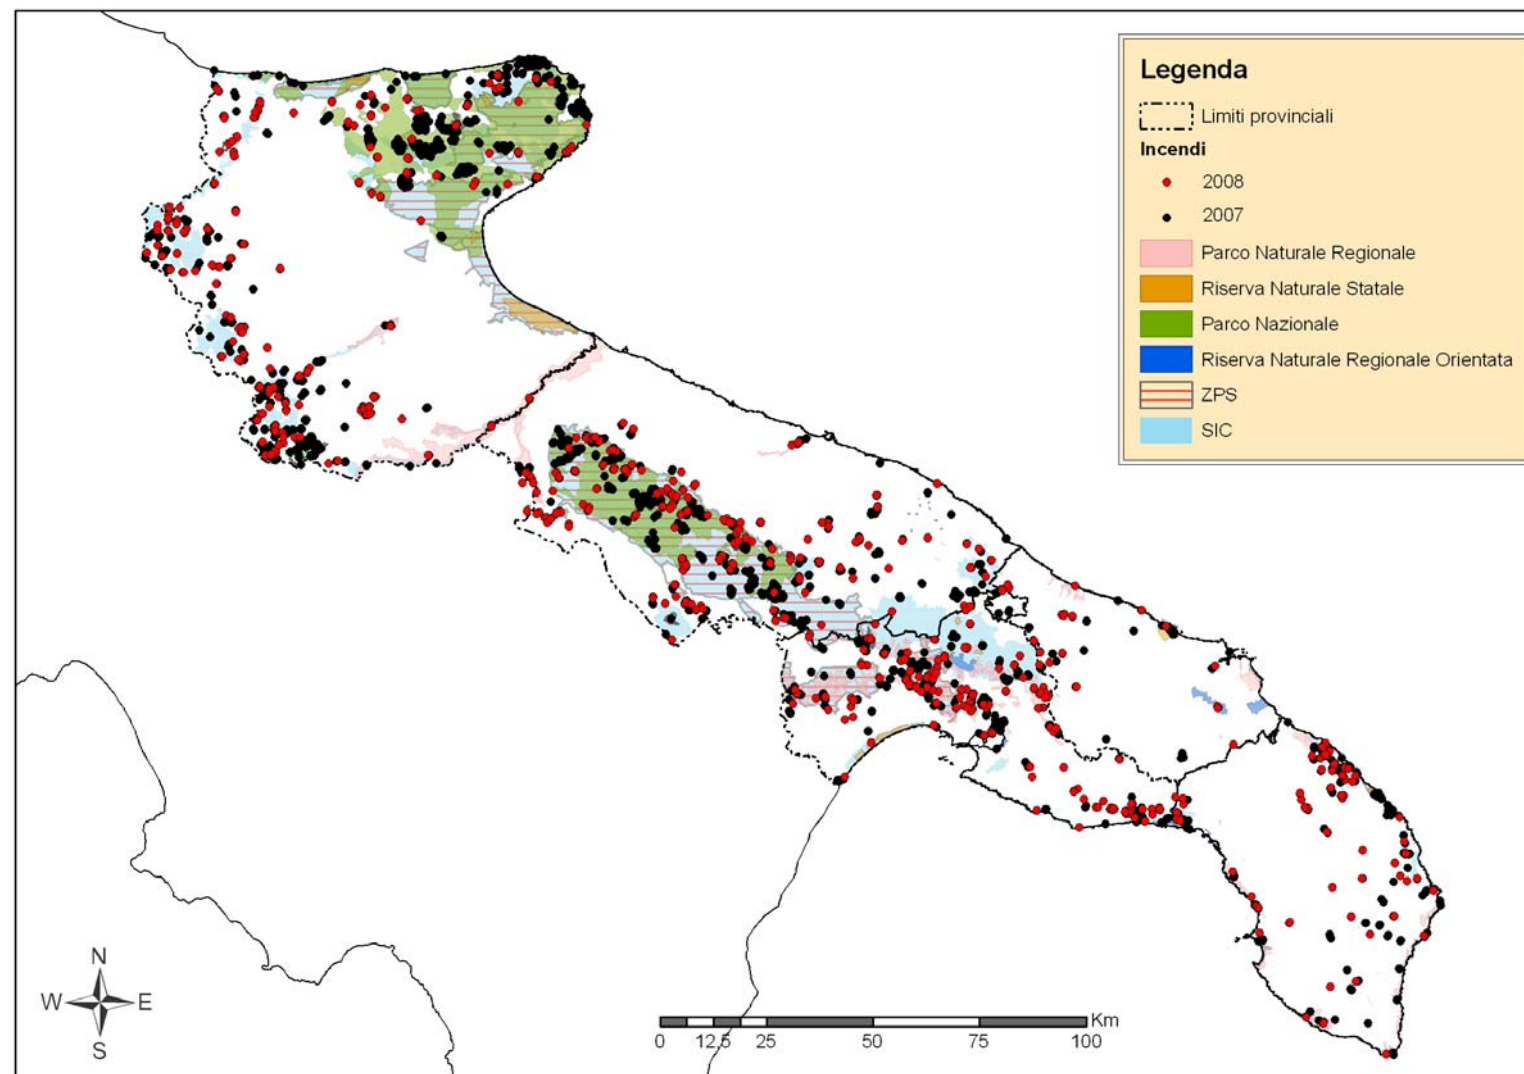 Legenda
Limiti provinciali
Incendi
2008
2007
Parco Naturale Regionale
Riserva Naturale Statale
Parco Nazionale
Riserva Naturale Regionale Orientata
ZPS
SIC
N
W E
S
Km
0 12,5 25 50 75 100